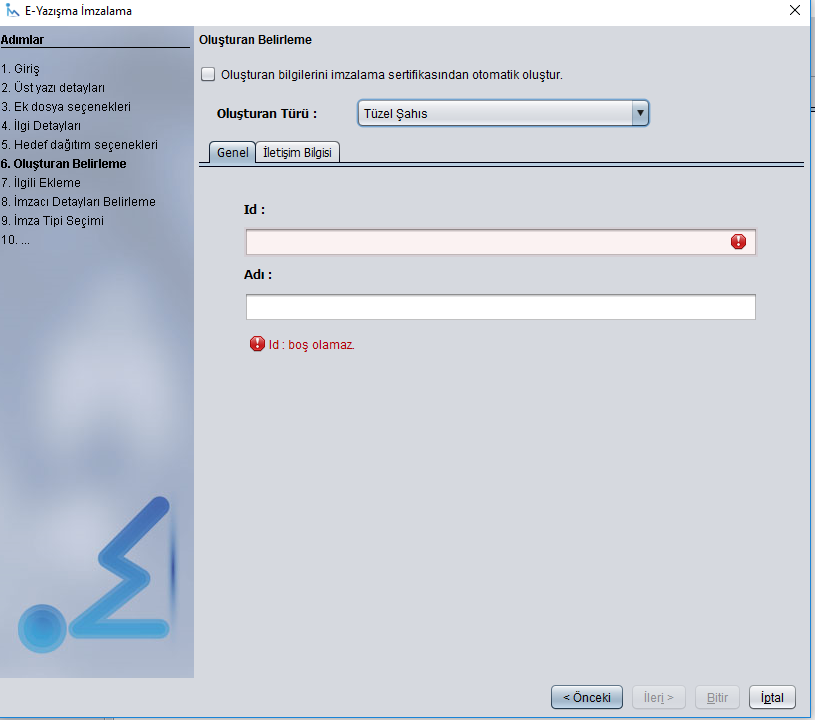 E-Yazışma İmzalama
Adımlar
1. Giriş
2. Üst yazı detayları
3. Ek dosya seçenekleri
4. İlgi Detayları
5. Hedef dağıtım seçenekleri
6. Oluşturan Belirleme
7. İlgili Ekleme
8. İmzacı Detayları Belirleme
9. İmza Tipi Seçimi
10. ...
Oluşturan Belirleme
Oluşturan bilgilerini imzalama sertifikasından otomatik oluştur.
Oluşturan Türü :
Tüzel Şahıs
Genel
İletişim Bilgisi
Id :
Adı :
Id : boş olamaz.
< Önceki
İleri >
Bitir
İptal